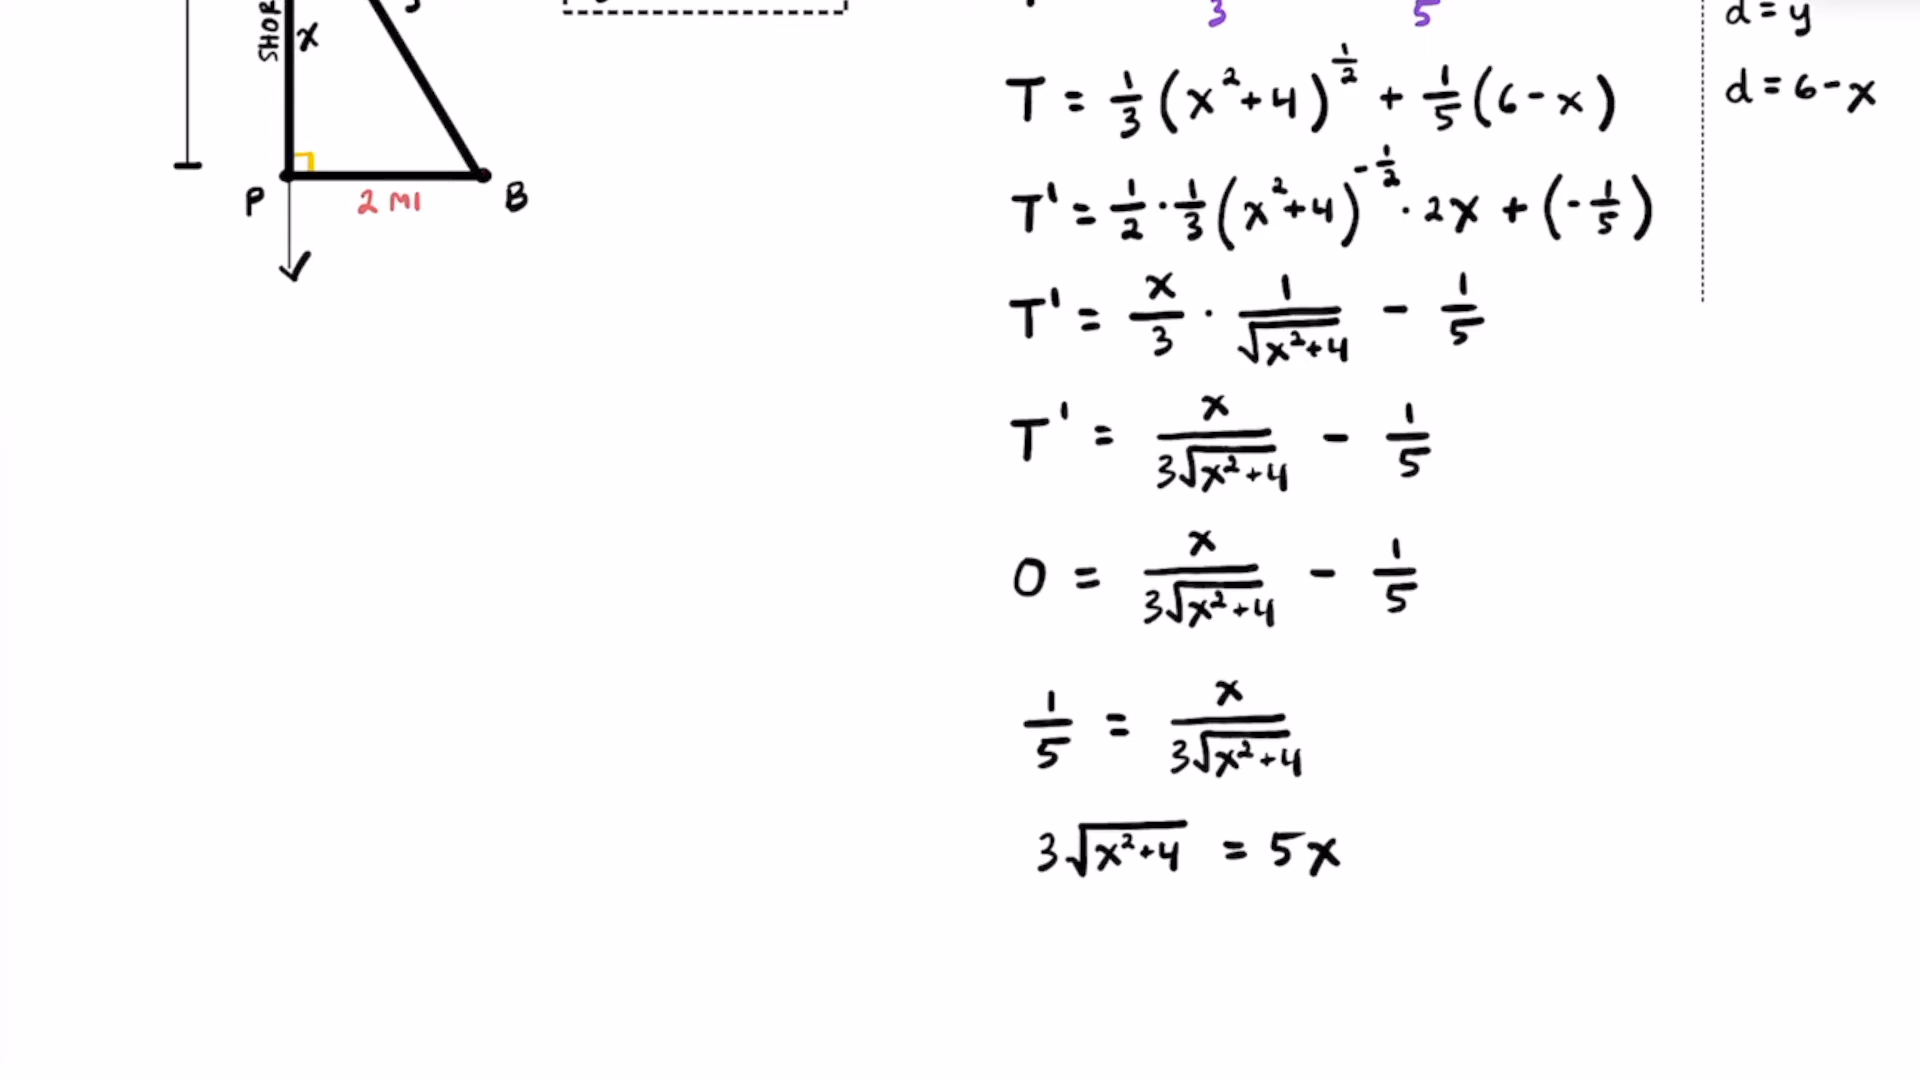 SHOR
x
P
2 MI
B
3 5
T = 1/3 (x²+4)^(1/2) + 1/5 (6-x)
T' = 1/2 · 1/3 (x²+4)^(-1/2) · 2x + (-1/5)
T' = x/3 · 1/√(x²+4) - 1/5
T' = x/(3√(x²+4)) - 1/5
0 = x/(3√(x²+4)) - 1/5
1/5 = x/(3√(x²+4))
3√(x²+4) = 5x
d = y
d = 6-x